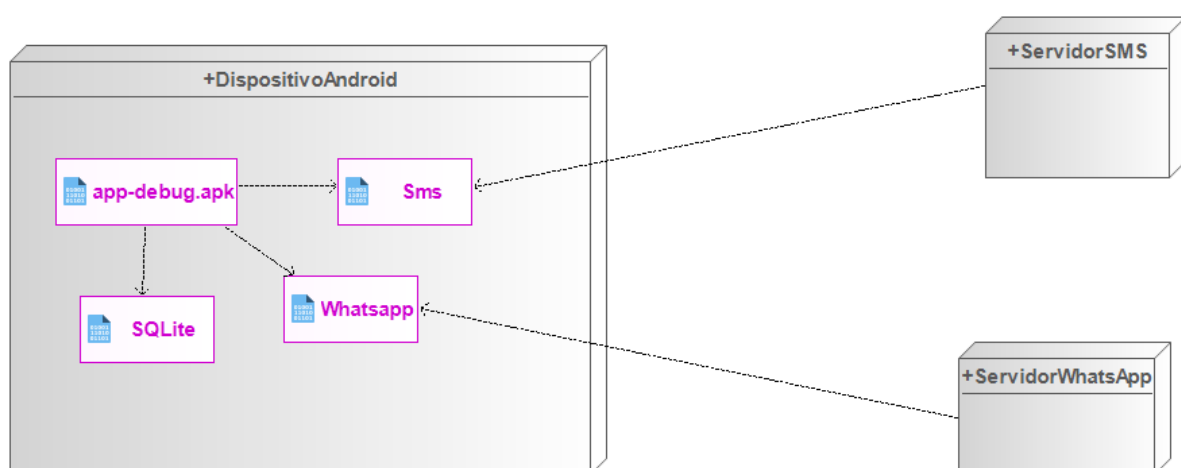 +ServidorSMS
+DispositivoAndroid
app-debug.apk
Sms
Whatsapp
SQLite
+ServidorWhatsApp